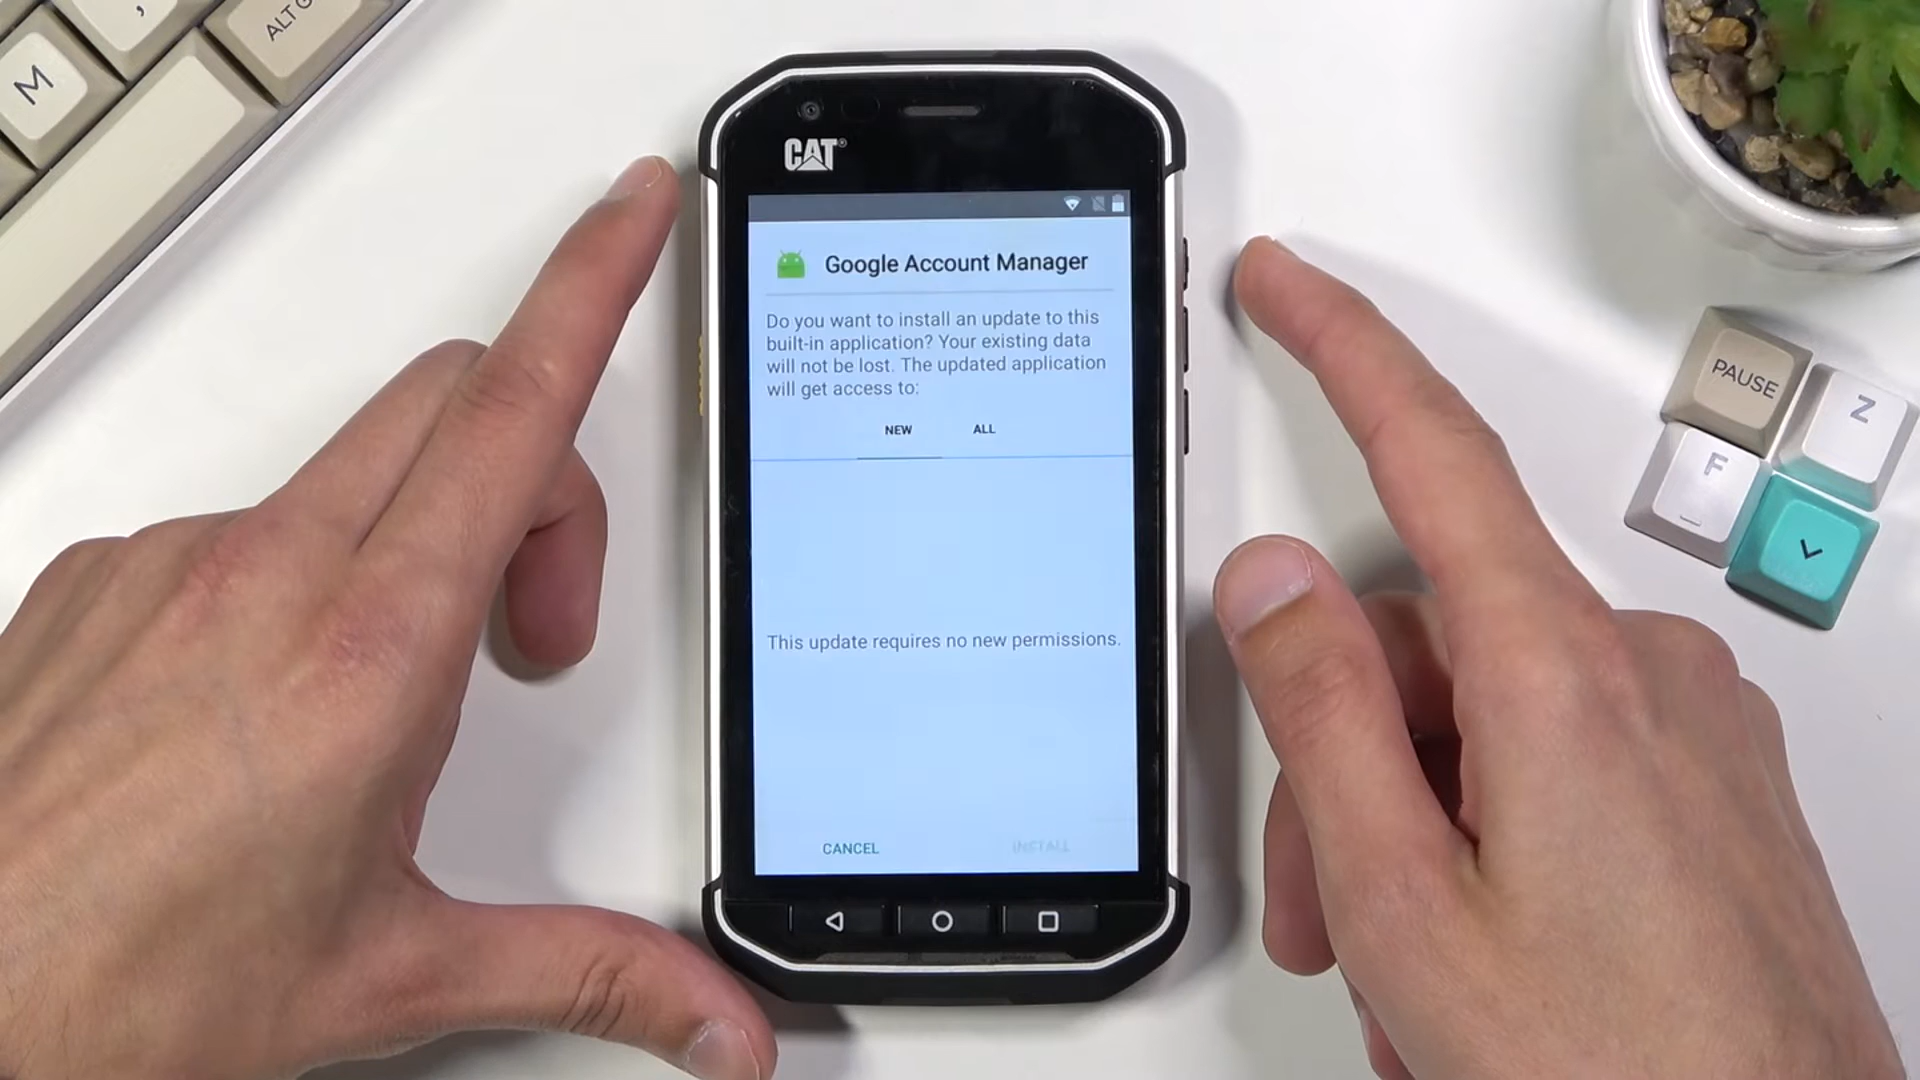 ,
ALT G
M
CAT®
Google Account Manager
Do you want to install an update to this
built-in application? Your existing data
will not be lost. The updated application
will get access to:
NEW ALL
This update requires no new permissions.
CANCEL INSTALL
PAUSE
Z
F